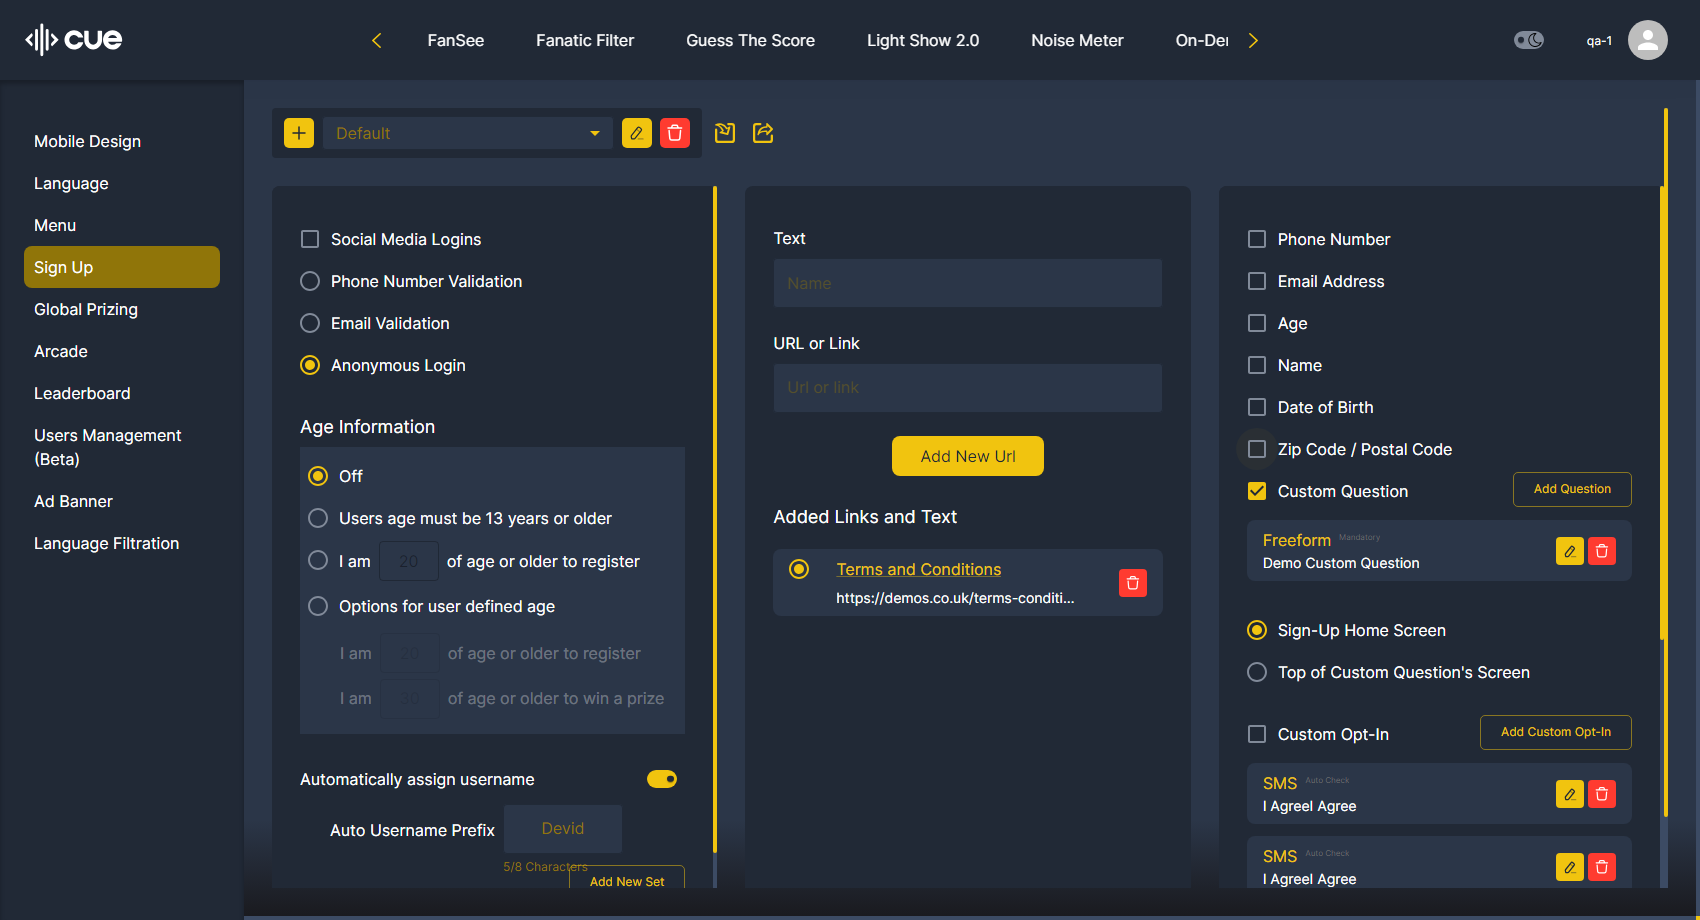 cue
FanSee
Fanatic Filter
Guess The Score
Light Show 2.0
Noise Meter
On-De
qa-1
Mobile Design
Language
Menu
Sign Up
Global Prizing
Arcade
Leaderboard
Users Management
(Beta)
Ad Banner
Language Filtration
Default
Social Media Logins
Phone Number Validation
Email Validation
Anonymous Login
Age Information
Off
Users age must be 13 years or older
I am 20 of age or older to register
Options for user defined age
I am 20 of age or older to register
I am 30 of age or older to win a prize
Automatically assign username
Auto Username Prefix Devid
5/8 Characters
Add New Set
Text
Name
URL or Link
Url or link
Add New Url
Added Links and Text
Terms and Conditions
https://demos.co.uk/terms-conditi...
Phone Number
Email Address
Age
Name
Date of Birth
Zip Code / Postal Code
Custom Question
Add Question
Freeform Mandatory
Demo Custom Question
Sign-Up Home Screen
Top of Custom Question's Screen
Custom Opt-In
Add Custom Opt-In
SMS Auto Check
I AgreeI Agree
SMS Auto Check
I AgreeI Agree